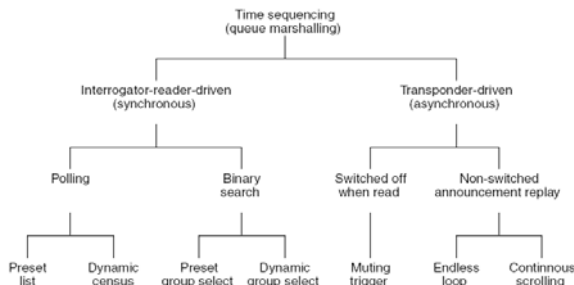 Time sequencing
(queue marshalling)
Interrogator-reader-driven
(synchronous)
Transponder-driven
(asynchronous)
Polling
Binary
search
Switched off
when read
Non-switched
announcement replay
Preset
list
Dynamic
census
Preset
group select
Dynamic
group select
Muting
trigger
Endless
loop
Continnous
scrolling